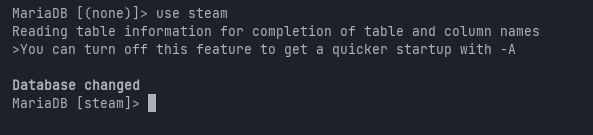 MariaDB [(none)]> use steam
Reading table information for completion of table and column names
>You can turn off this feature to get a quicker startup with -A
Database changed
MariaDB [steam]>